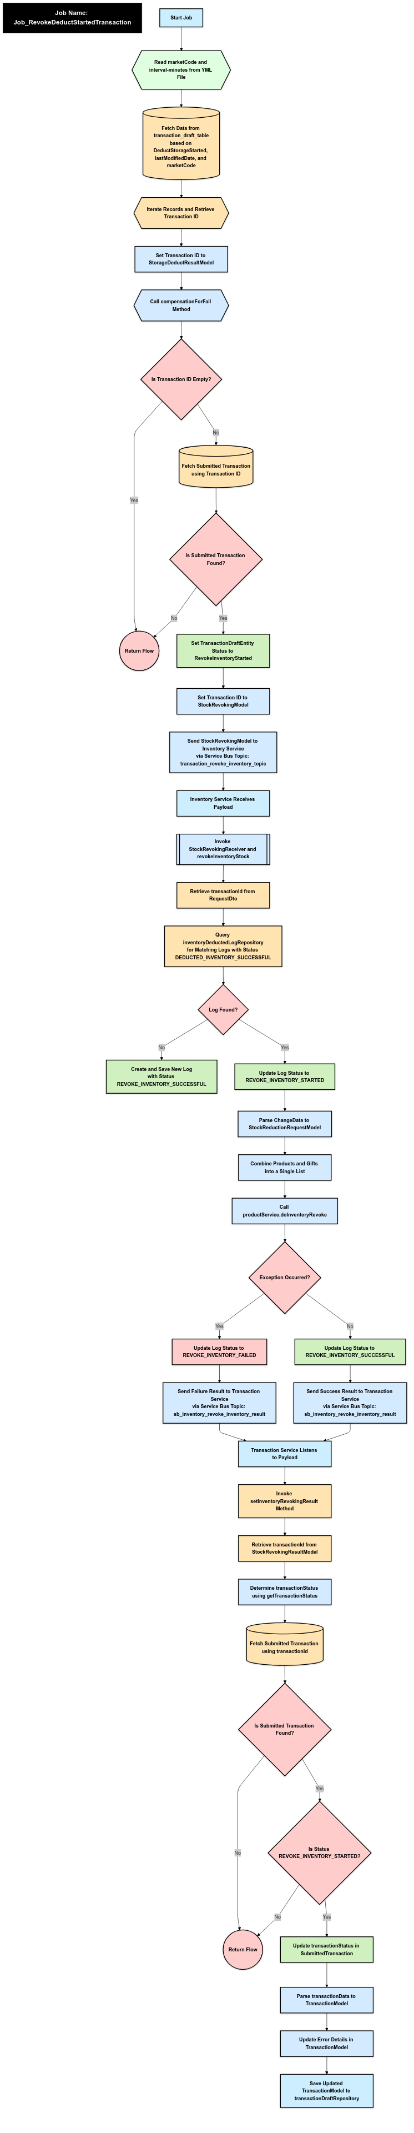 Job Name:
Job_RevokeDeductStartedTransaction
Start Job
Read marketCode and
interval-minutes from YML
File
Fetch Data from
transaction_draft_table
based on
DeductStorageStarted,
lastModifiedDate, and
marketCode
Iterate Records and Retrieve
Transaction ID
Set Transaction ID to
StorageDeductResultModel
Call compensationForFail
Method
Is Transaction ID Empty?
No
Fetch Submitted Transaction
using Transaction ID
Yes
Is Submitted Transaction
Found?
No
Yes
Return Flow
Set TransactionDraftEntity
Status to
RevokeInventoryStarted
Set Transaction ID to
StockRevokingModel
Send StockRevokingModel to
Inventory Service
via Service Bus Topic:
transaction_revoke_inventory_topic
Inventory Service Receives
Payload
Invoke
StockRevokingReceiver and
revokeInventoryStock
Retrieve transactionId from
RequestDto
Query
inventoryDeductedLogRepository
for Matching Logs with Status
DEDUCTED_INVENTORY_SUCCESSFUL
Log Found?
No
Yes
Create and Save New Log
with Status
REVOKE_INVENTORY_SUCCESSFUL
Update Log Status to
REVOKE_INVENTORY_STARTED
Parse ChangeData to
StockReductionRequestModel
Combine Products and Gifts
into a Single List
Call
productService.doInventoryRevoke
Exception Occurred?
Yes
No
Update Log Status to
REVOKE_INVENTORY_FAILED
Update Log Status to
REVOKE_INVENTORY_SUCCESSFUL
Send Failure Result to Transaction
Service
via Service Bus Topic:
sb_inventory_revoke_inventory_result
Send Success Result to Transaction
Service
via Service Bus Topic:
sb_inventory_revoke_inventory_result
Transaction Service Listens
to Payload
Invoke
setInventoryRevokingResult
Method
Retrieve transactionId from
StockRevokingResultModel
Determine transactionStatus
using getTransactionStatus
Fetch Submitted Transaction
using transactionId
Is Submitted Transaction
Found?
Yes
No
Is Status
REVOKE_INVENTORY_STARTED?
No
Yes
Return Flow
Update transactionStatus in
SubmittedTransaction
Parse transactionData to
TransactionModel
Update Error Details in
TransactionModel
Save Updated
TransactionModel to
transactionDraftRepository